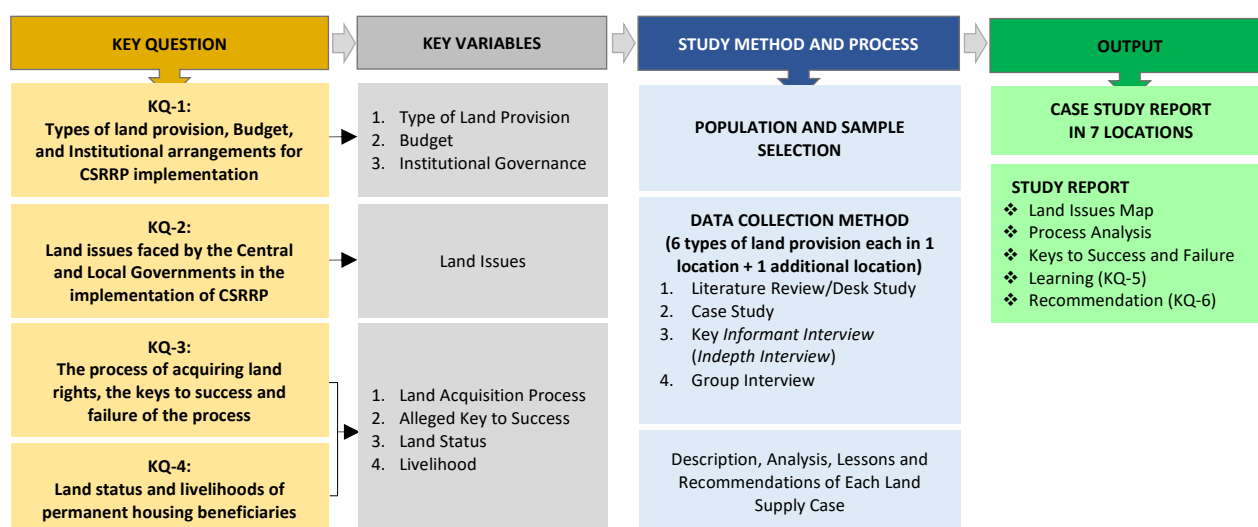 KEY QUESTION
KQ-1:
Types of land provision, Budget,
and Institutional arrangements for
CSRRP implementation
KQ-2:
Land issues faced by the Central
and Local Governments in the
implementation of CSRRP
KQ-3:
The process of acquiring land
rights, the keys to success and
failure of the process
KQ-4:
Land status and livelihoods of
permanent housing beneficiaries
KEY VARIABLES
1. Type of Land Provision
2. Budget
3. Institutional Governance
Land Issues
1. Land Acquisition Process
2. Alleged Key to Success
3. Land Status
4. Livelihood
STUDY METHOD AND PROCESS
POPULATION AND SAMPLE
SELECTION
DATA COLLECTION METHOD
(6 types of land provision each in 1
location + 1 additional location)
1. Literature Review/Desk Study
2. Case Study
3. Key Informant Interview
(Indepth Interview)
4. Group Interview
Description, Analysis, Lessons and
Recommendations of Each Land
Supply Case
OUTPUT
CASE STUDY REPORT
IN 7 LOCATIONS
STUDY REPORT
❖ Land Issues Map
❖ Process Analysis
❖ Keys to Success and Failure
❖ Learning (KQ-5)
❖ Recommendation (KQ-6)